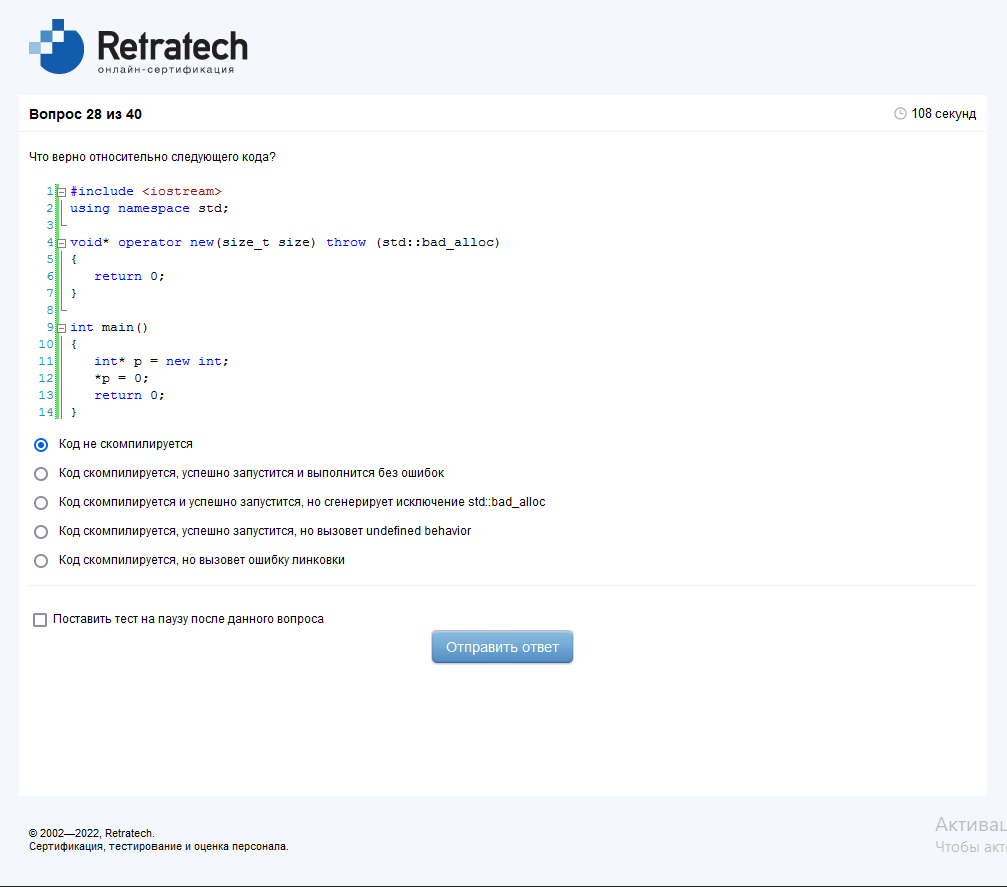 Retratech
онлайн-сертификация
Вопрос 28 из 40
108 секунд
Что верно относительно следующего кода?
1 #include <iostream>
2 using namespace std;
3
4 void* operator new(size_t size) throw (std::bad_alloc)
5 {
6 return 0;
7 }
8
9 int main()
10 {
11 int* p = new int;
12 *p = 0;
13 return 0;
14 }
Код не скомпилируется
Код скомпилируется, успешно запустится и выполнится без ошибок
Код скомпилируется и успешно запустится, но сгенерирует исключение std::bad_alloc
Код скомпилируется, успешно запустится, но вызовет undefined behavior
Код скомпилируется, но вызовет ошибку линковки
Поставить тест на паузу после данного вопроса
Отправить ответ
© 2002—2022, Retratech.
Сертификация, тестирование и оценка персонала.
Активац
Чтобы акт